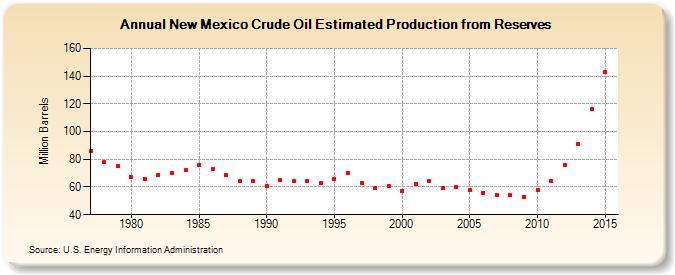 Annual New Mexico Crude Oil Estimated Production from Reserves
Million Barrels
160
140
120
100
80
60
40
1980 1985 1990 1995 2000 2005 2010 2015
Source: U.S. Energy Information Administration